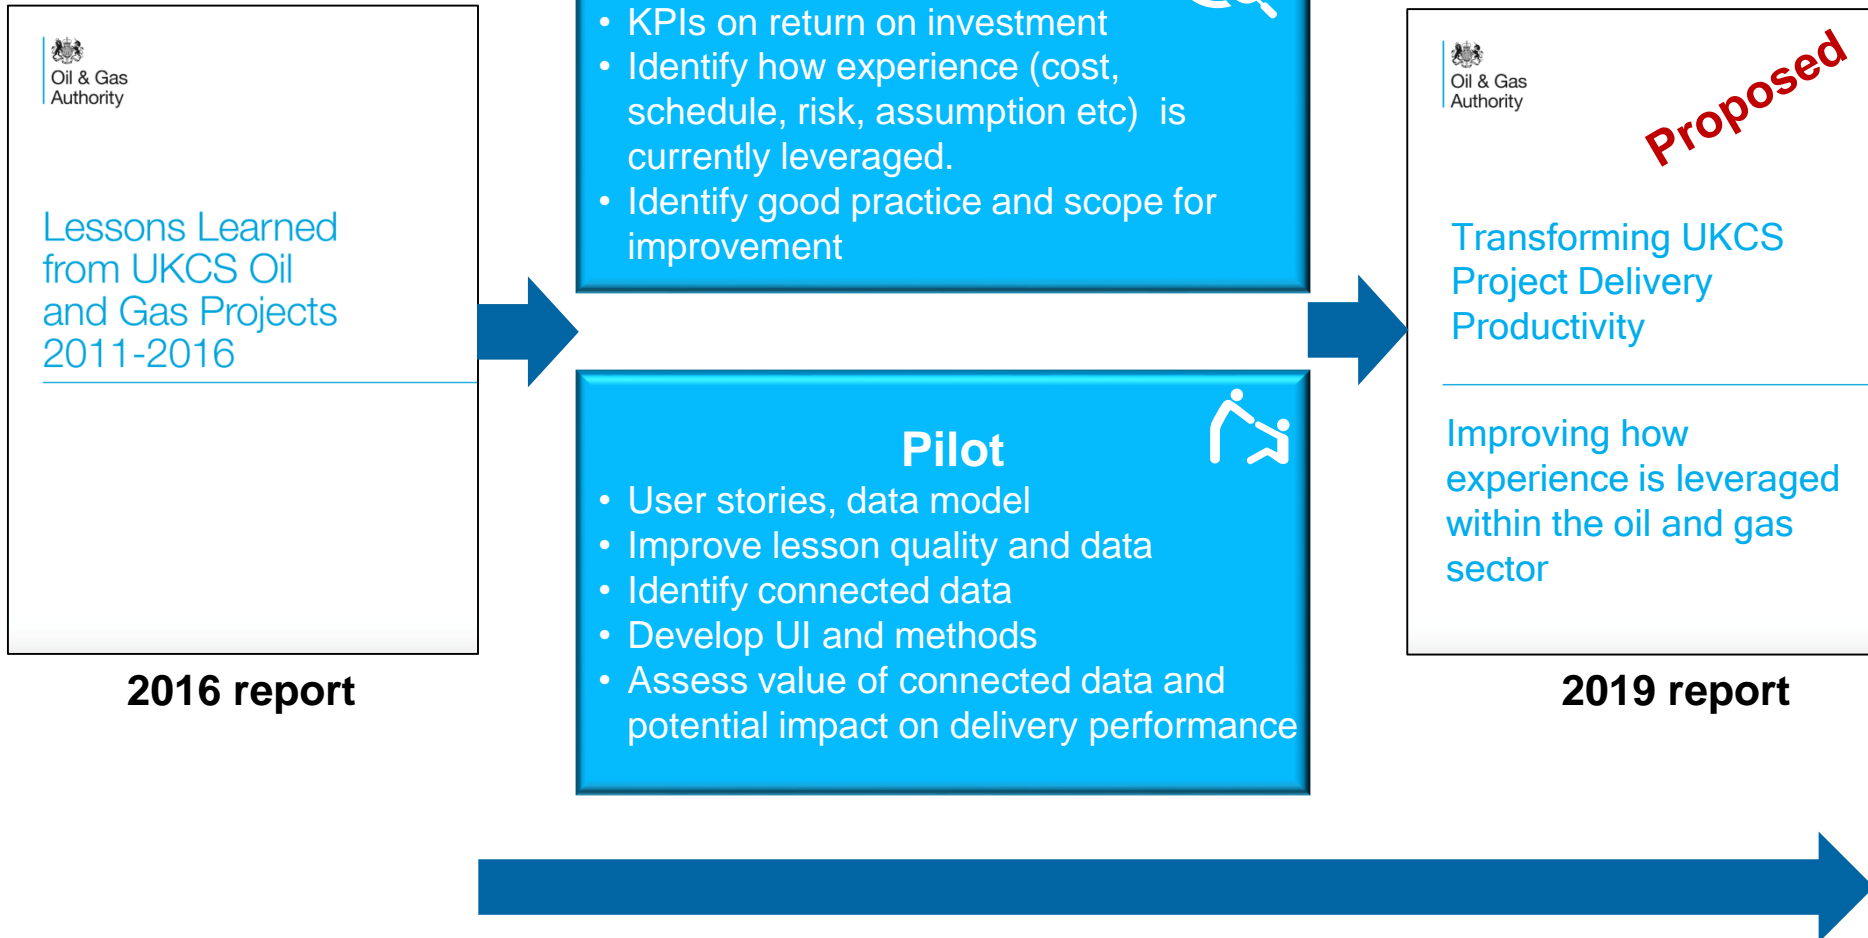 Oil & Gas
Authority
Lessons Learned
from UKCS Oil
and Gas Projects
2011-2016
2016 report
• KPIs on return on investment
• Identify how experience (cost,
schedule, risk, assumption etc) is
currently leveraged.
• Identify good practice and scope for
improvement
Pilot
• User stories, data model
• Improve lesson quality and data
• Identify connected data
• Develop UI and methods
• Assess value of connected data and
potential impact on delivery performance
Oil & Gas
Authority
Proposed
Transforming UKCS
Project Delivery
Productivity
Improving how
experience is leveraged
within the oil and gas
sector
2019 report